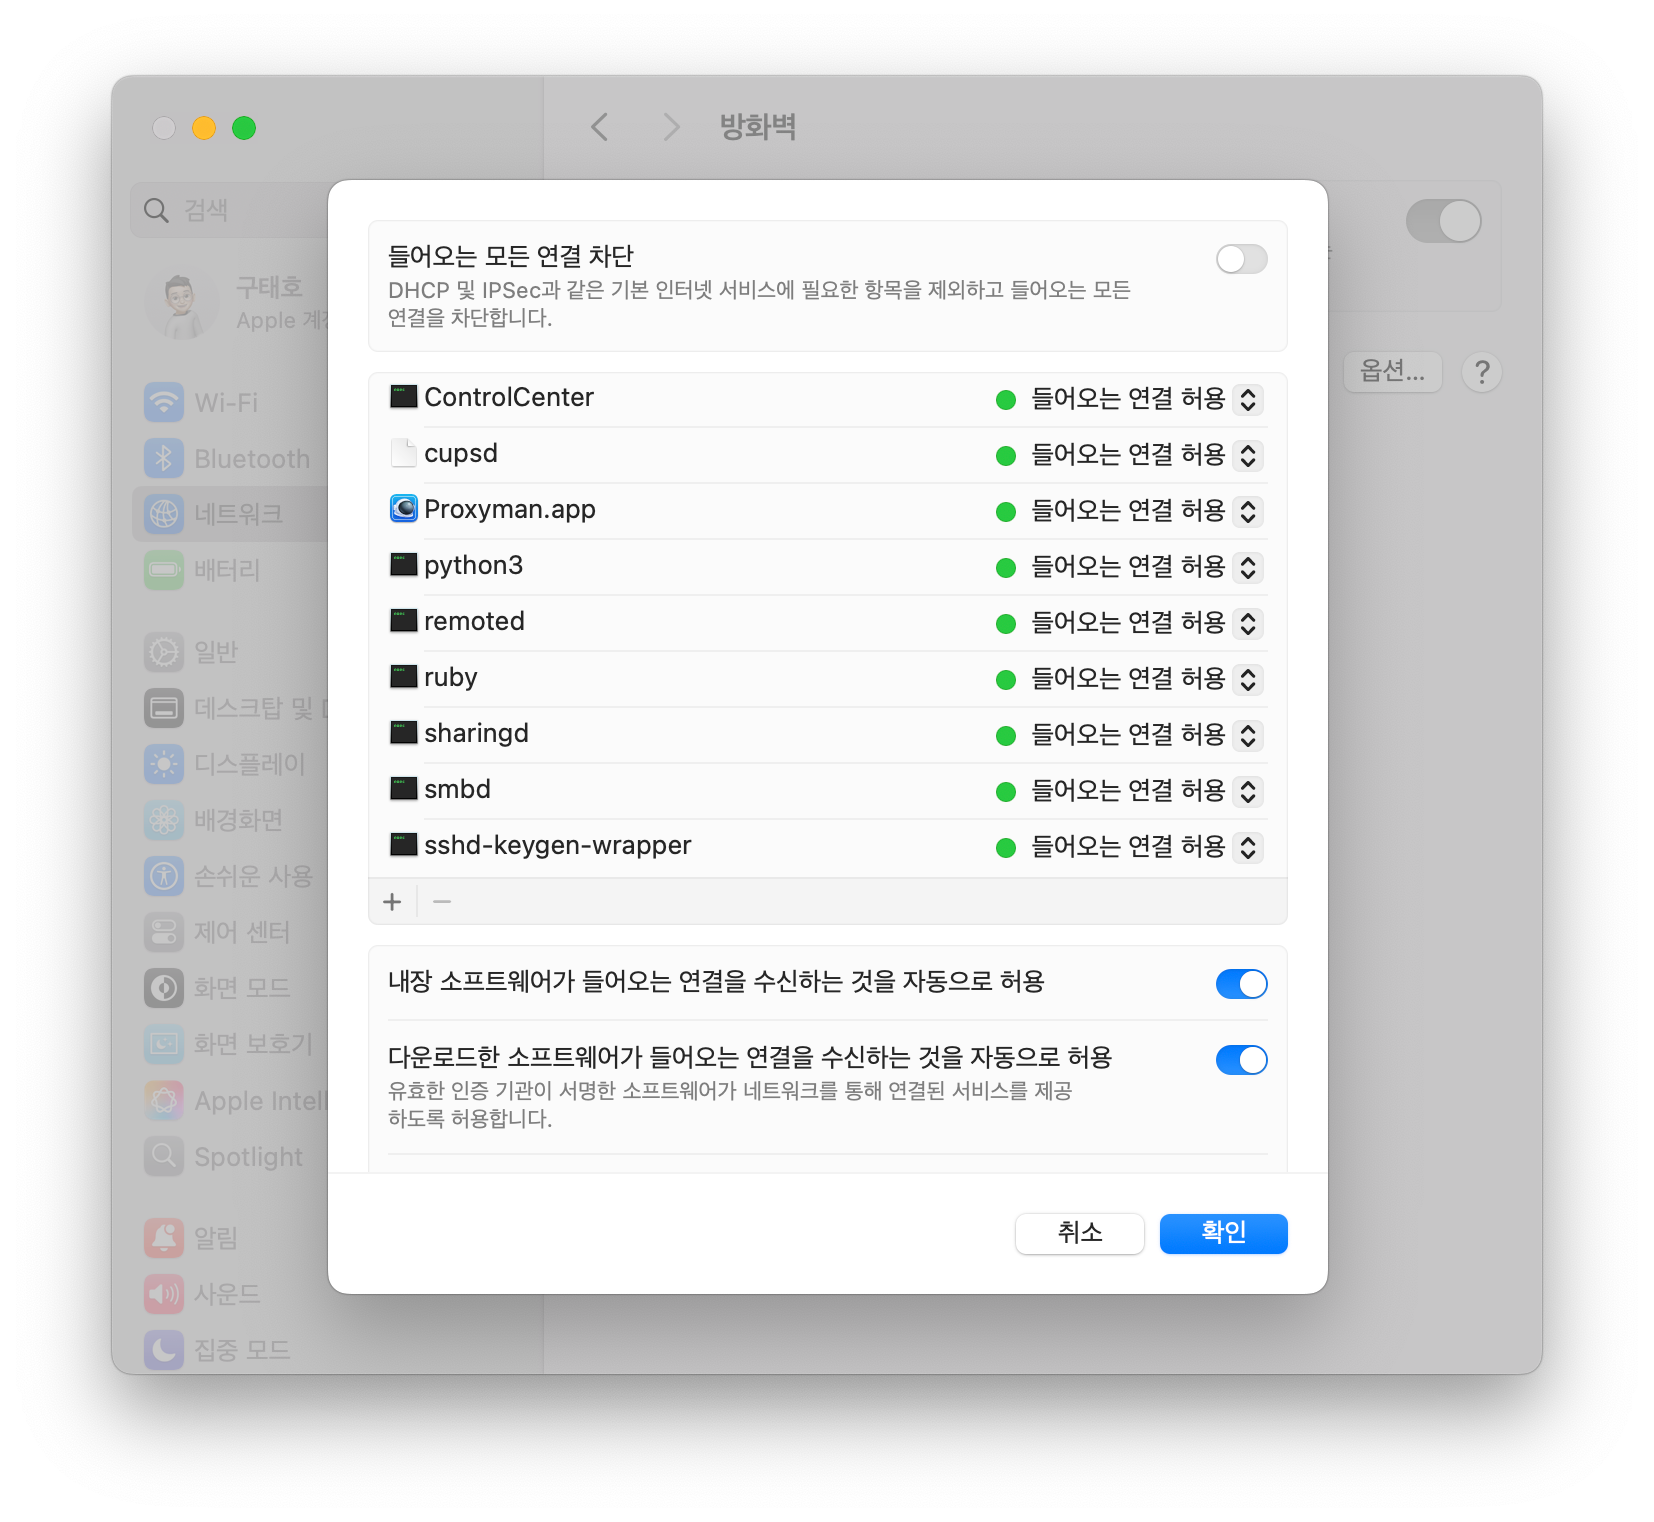 방화벽
검색
구태호
Apple 계정
Wi-Fi
Bluetooth
네트워크
배터리
일반
데스크탑 및
디스플레이
배경화면
손쉬운 사용
제어 센터
화면 모드
화면 보호기
Apple Intell
Spotlight
알림
사운드
집중 모드
옵션...
?
들어오는 모든 연결 차단
DHCP 및 IPSec과 같은 기본 인터넷 서비스에 필요한 항목을 제외하고 들어오는 모든
연결을 차단합니다.
ControlCenter 들어오는 연결 허용
cupsd 들어오는 연결 허용
Proxyman.app 들어오는 연결 허용
python3 들어오는 연결 허용
remoted 들어오는 연결 허용
ruby 들어오는 연결 허용
sharingd 들어오는 연결 허용
smbd 들어오는 연결 허용
sshd-keygen-wrapper 들어오는 연결 허용
내장 소프트웨어가 들어오는 연결을 수신하는 것을 자동으로 허용
다운로드한 소프트웨어가 들어오는 연결을 수신하는 것을 자동으로 허용
유효한 인증 기관이 서명한 소프트웨어가 네트워크를 통해 연결된 서비스를 제공
하도록 허용합니다.
취소
확인